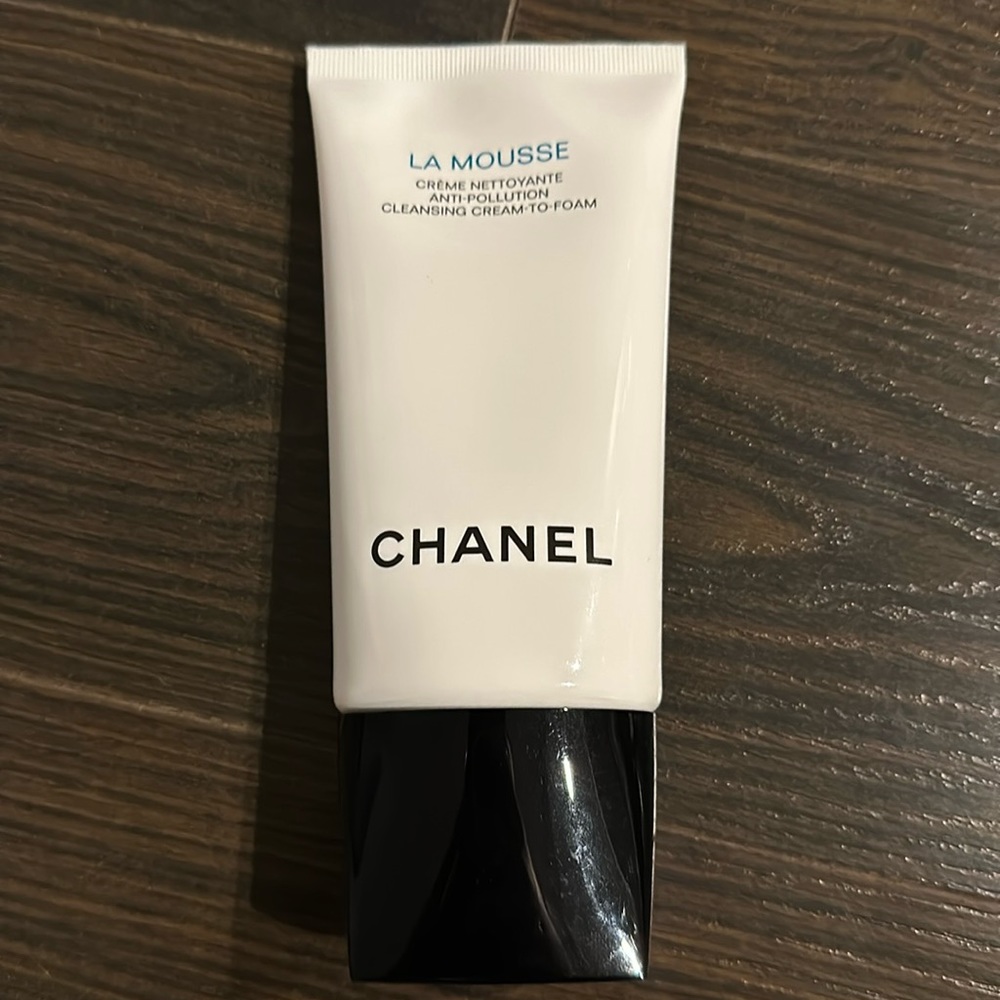 LA MOUSSE
CRÈME NETTOYANTE
ANTI-POLLUTION
CLEANSING CREAM-TO-FOAM
CHANEL